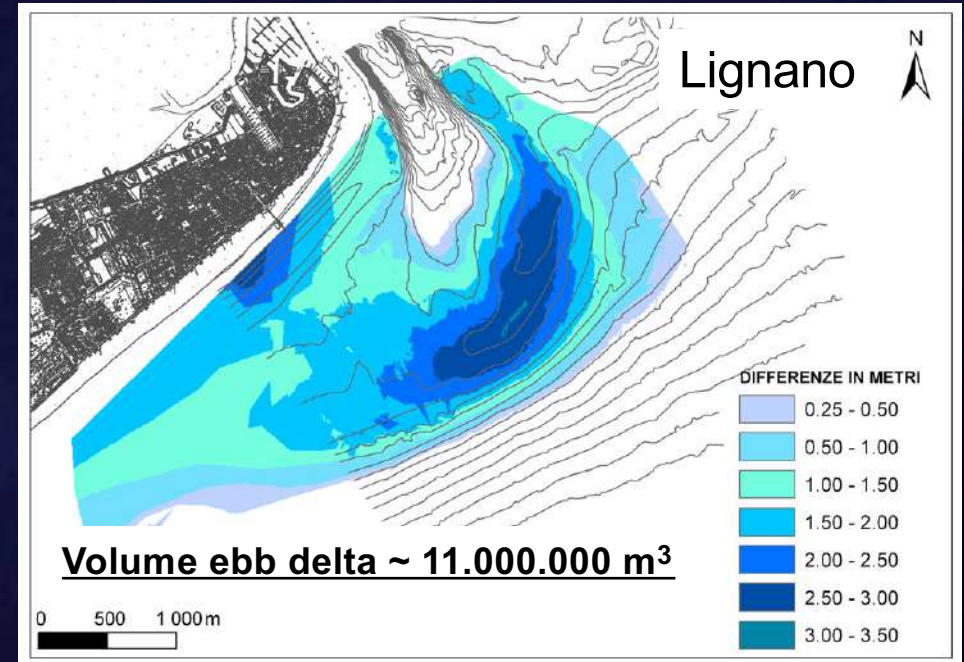 Lignano
N
DIFFERENZE IN METRI
0.25 - 0.50
0.50 - 1.00
1.00 - 1.50
1.50 - 2.00
2.00 - 2.50
2.50 - 3.00
3.00 - 3.50
Volume ebb delta ~ 11.000.000 m³
0 500 1 000 m